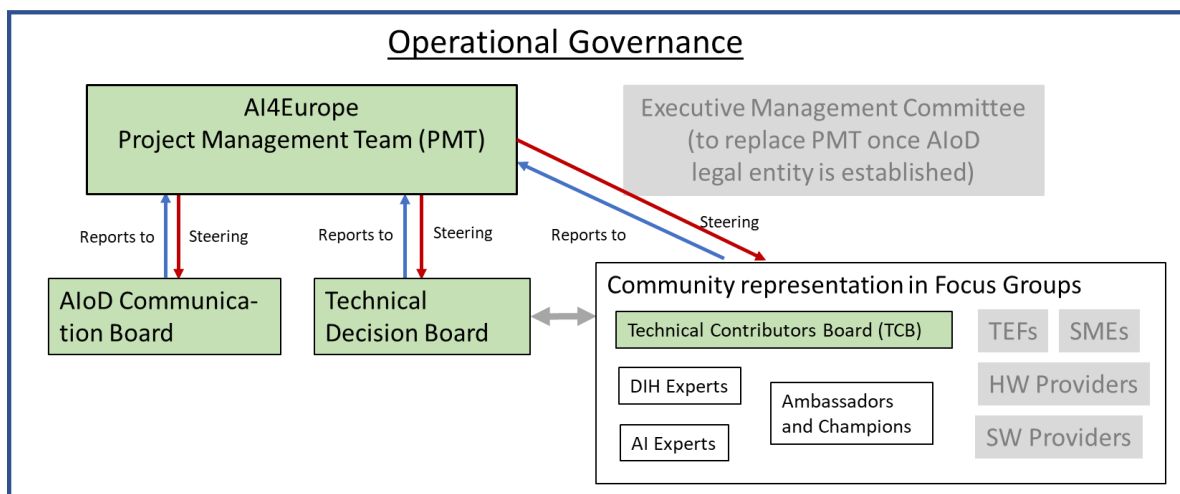 Operational Governance
AI4Europe
Project Management Team (PMT)
Executive Management Committee
(to replace PMT once AIoD
legal entity is established)
Reports to
Steering
Reports to
Steering
Reports to
Steering
AIoD Communica-
tion Board
Technical
Decision Board
Community representation in Focus Groups
Technical Contributors Board (TCB)
TEFs
SMEs
DIH Experts
Ambassadors
and Champions
HW Providers
AI Experts
SW Providers